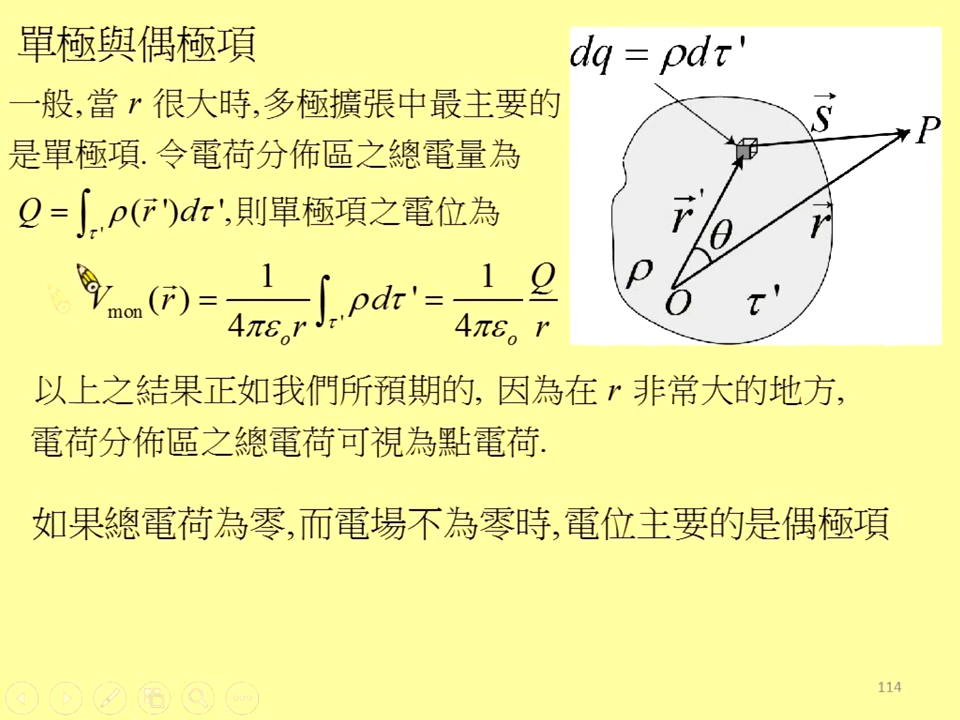 單極與偶極項
一般,當 r 很大時,多極擴張中最主要的
是單極項. 令電荷分佈區之總電量為
Q = ∫τ' ρ(r⃗ ')dτ ',則單極項之電位為
Vmon (r⃗) = 1/(4πεₒr) ∫τ' ρdτ ' = 1/(4πεₒ) Q/r
以上之結果正如我們所預期的, 因為在 r 非常大的地方,
電荷分佈區之總電荷可視為點電荷.
如果總電荷為零,而電場不為零時,電位主要的是偶極項
dq = ρdτ '
s⃗
P
r⃗ '
θ
r⃗
ρ
O
τ '
114